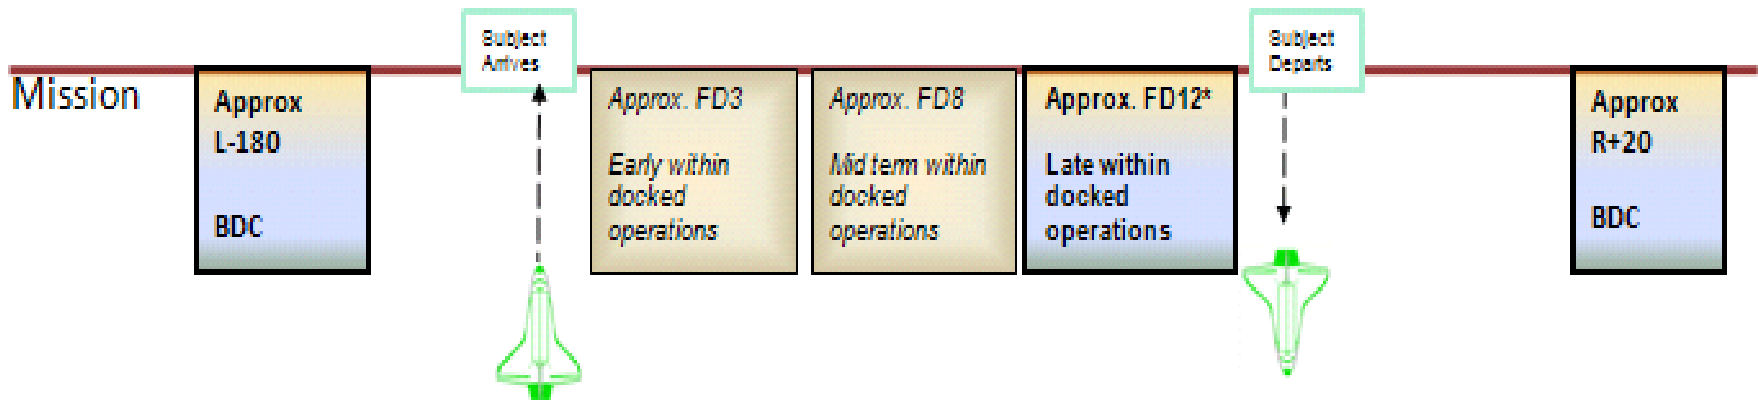 Mission
Approx
L-180
BDC
Subject
Arrives
Approx. FD3
Early within
docked
operations
Approx. FD8
Mid term within
docked
operations
Approx. FD12*
Late within
docked
operations
Subject
Departs
Approx
R+20
BDC